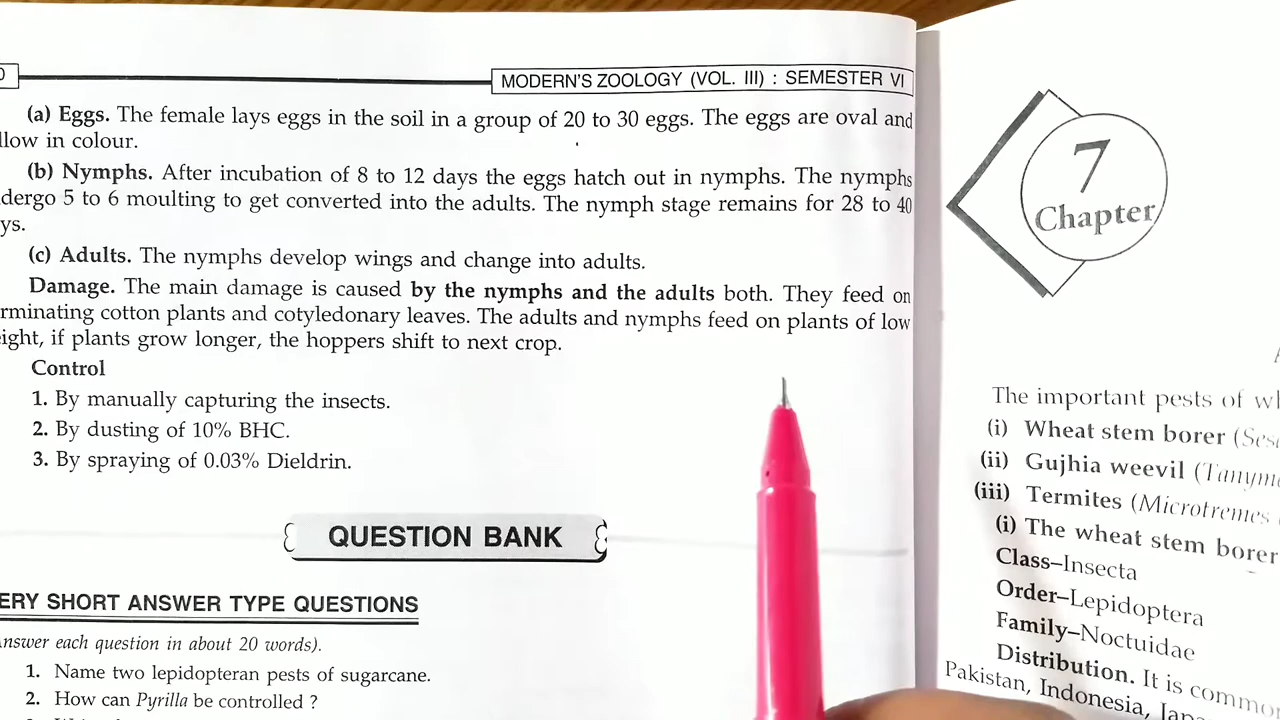 MODERN'S ZOOLOGY (VOL. III) : SEMESTER VI
(a) Eggs. The female lays eggs in the soil in a group of 20 to 30 eggs. The eggs are oval and
llow in colour.
(b) Nymphs. After incubation of 8 to 12 days the eggs hatch out in nymphs. The nymphs
dergo 5 to 6 moulting to get converted into the adults. The nymph stage remains for 28 to 40
ys.
(c) Adults. The nymphs develop wings and change into adults.
Damage. The main damage is caused by the nymphs and the adults both. They feed on
rminating cotton plants and cotyledonary leaves. The adults and nymphs feed on plants of low
ight, if plants grow longer, the hoppers shift to next crop.
Control
1. By manually capturing the insects.
2. By dusting of 10% BHC.
3. By spraying of 0.03% Dieldrin.
QUESTION BANK
ERY SHORT ANSWER TYPE QUESTIONS
nswer each question in about 20 words).
1. Name two lepidopteran pests of sugarcane.
2. How can Pyrilla be controlled ?
7
Chapter
The important pests of wh
(i) Wheat stem borer (Sesa
(ii) Gujhia weevil (Tanyme
(iii) Termites (Microtremes
(i) The wheat stem borer
Class–Insecta
Order–Lepidoptera
Family–Noctuidae
Distribution. It is common
Pakistan, Indonesia, Japa